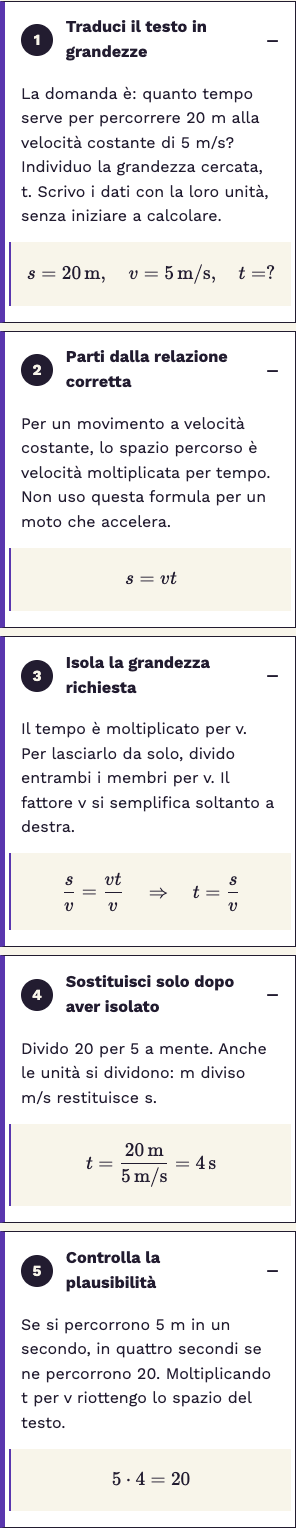 1
Traduci il testo in
grandezze
−
La domanda è: quanto tempo
serve per percorrere 20 m alla
velocità costante di 5 m/s?
Individuo la grandezza cercata,
t. Scrivo i dati con la loro unità,
senza iniziare a calcolare.
s = 20 m, v = 5 m/s, t =?
2
Parti dalla relazione
corretta
−
Per un movimento a velocità
costante, lo spazio percorso è
velocità moltiplicata per tempo.
Non uso questa formula per un
moto che accelera.
s = vt
3
Isola la grandezza
richiesta
−
Il tempo è moltiplicato per v.
Per lasciarlo da solo, divido
entrambi i membri per v. Il
fattore v si semplifica soltanto a
destra.
s/v = vt/v ⇒ t = s/v
4
Sostituisci solo dopo
aver isolato
−
Divido 20 per 5 a mente. Anche
le unità si dividono: m diviso
m/s restituisce s.
t = 20 m / 5 m/s = 4 s
5
Controlla la
plausibilità
−
Se si percorrono 5 m in un
secondo, in quattro secondi se
ne percorrono 20. Moltiplicando
t per v riottengo lo spazio del
testo.
5 · 4 = 20